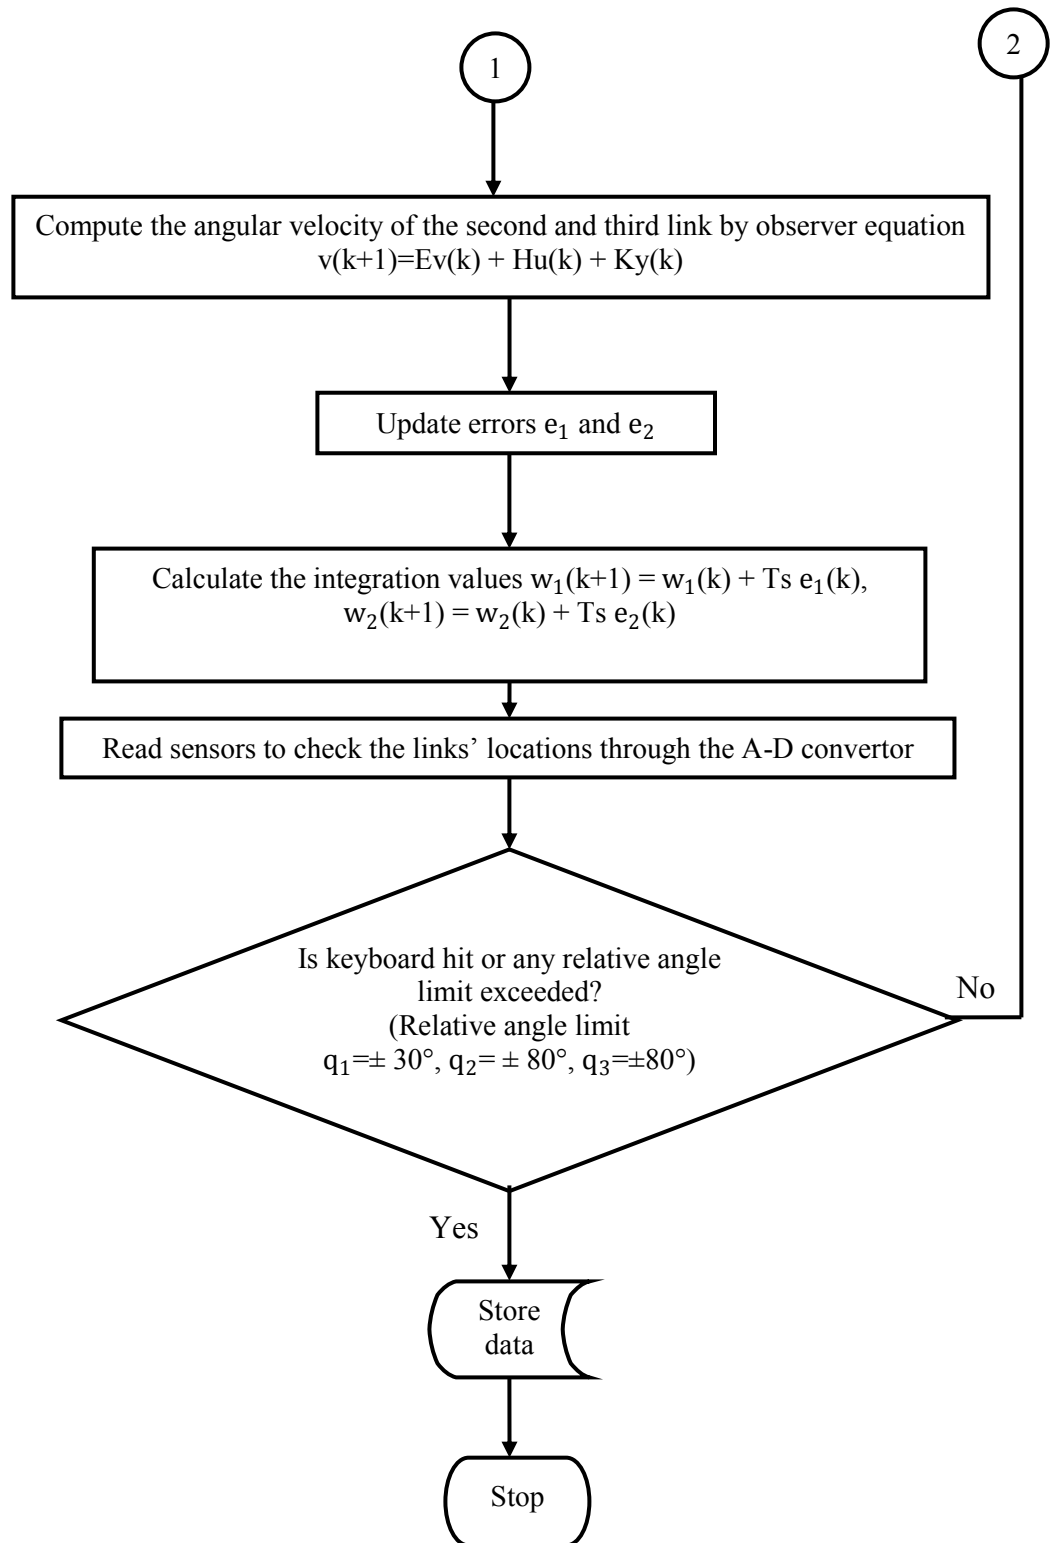 1
2
Compute the angular velocity of the second and third link by observer equation
v(k+1)=Ev(k) + Hu(k) + Ky(k)
Update errors e₁ and e₂
Calculate the integration values w₁(k+1) = w₁(k) + Ts e₁(k),
w₂(k+1) = w₂(k) + Ts e₂(k)
Read sensors to check the links’ locations through the A-D convertor
Is keyboard hit or any relative angle
limit exceeded?
(Relative angle limit
q₁=± 30°, q₂= ± 80°, q₃=±80°)
No
Yes
Store
data
Stop